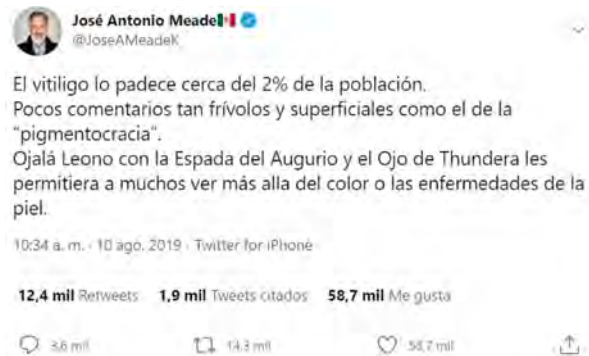 José Antonio Meade
@JoseAMeadeK
El vitiligo lo padece cerca del 2% de la población.
Pocos comentarios tan frívolos y superficiales como el de la
"pigmentocracia".
Ojalá Leono con la Espada del Augurio y el Ojo de Thundera les
permitiera a muchos ver más alla del color o las enfermedades de la
piel.
10:34 a. m. · 10 ago. 2019 · Twitter for iPhone
12,4 mil Retweets 1,9 mil Tweets citados 58,7 mil Me gusta
3,6 mil 14,3 mil 58,7 mil